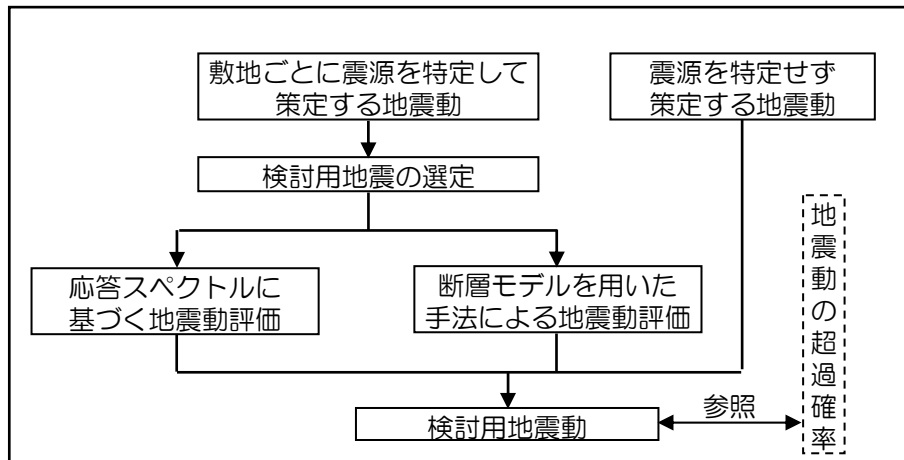 敷地ごとに震源を特定して
策定する地震動
震源を特定せず
策定する地震動
検討用地震の選定
応答スペクトルに
基づく地震動評価
断層モデルを用いた
手法による地震動評価
地震動の超過確率
検討用地震動
参照